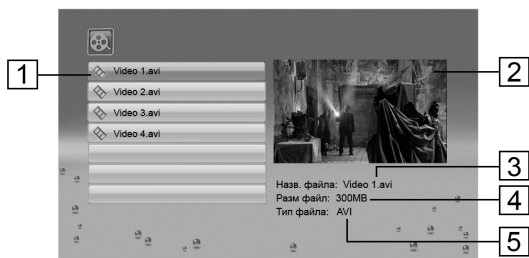 1
Video 1.avi
2
Video 2.avi
Video 3.avi
Video 4.avi
3
Назв. файла: Video 1.avi
Разм файл: 300MB
4
Тип файла: AVI
5